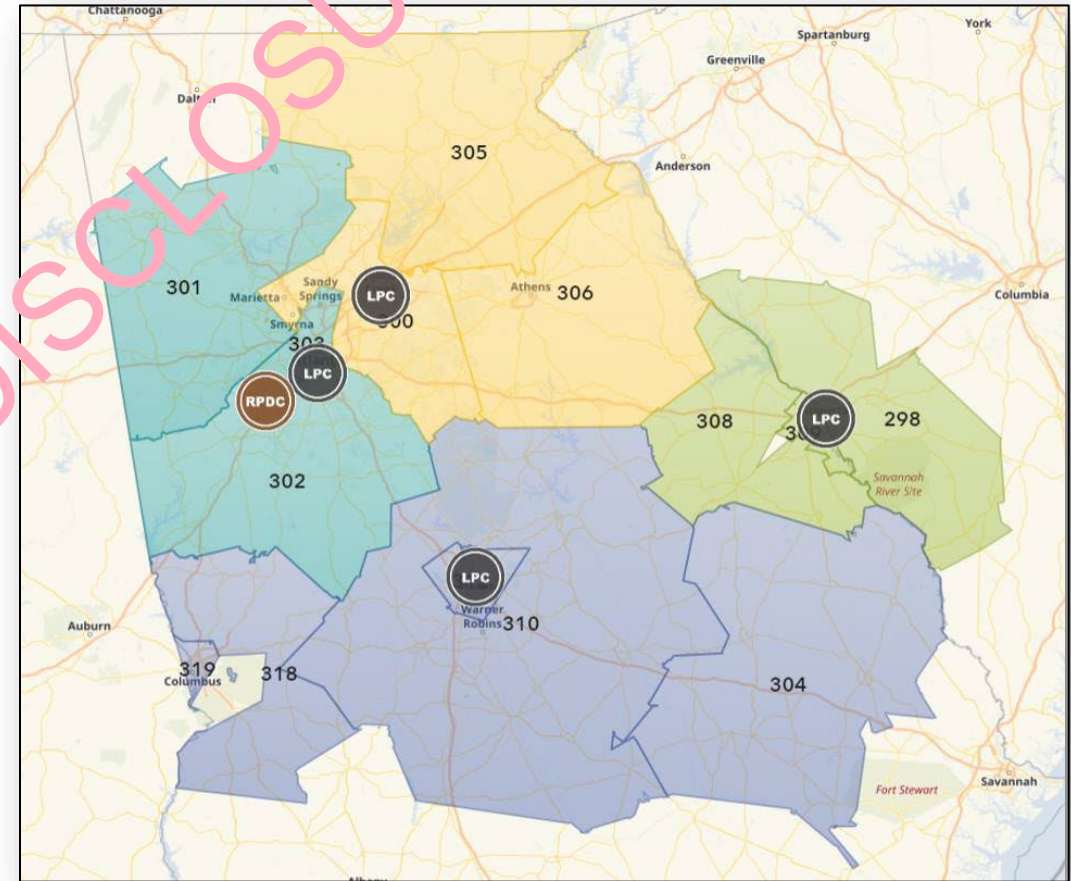 Chattanooga
York
Spartanburg
Greenville
DISCLOSU
305
Anderson
301
Sandy
Springs
Marietta
LPC
Athens
306
Columbia
Smyrna
LPC
RPDC
308
LPC
298
302
Savannah
River Site
LPC
Warner
Robins
310
Auburn
319
Columbus
318
304
Fort Stewart
Savannah